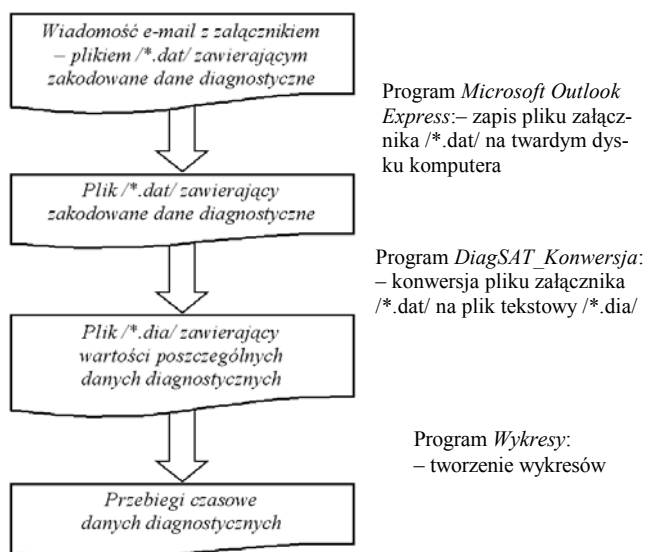 Wiadomość e-mail z załącznikiem
– plikiem /*.dat/ zawierającym
zakodowane dane diagnostyczne
Program Microsoft Outlook
Express:– zapis pliku załącz-
nika /*.dat/ na twardym dys-
ku komputera
Plik /*.dat/ zawierający
zakodowane dane diagnostyczne
Program DiagSAT_Konwersja:
– konwersja pliku załącznika
/*.dat/ na plik tekstowy /*.dia/
Plik /*.dia/ zawierający
wartości poszczególnych
danych diagnostycznych
Program Wykresy:
– tworzenie wykresów
Przebiegi czasowe
danych diagnostycznych